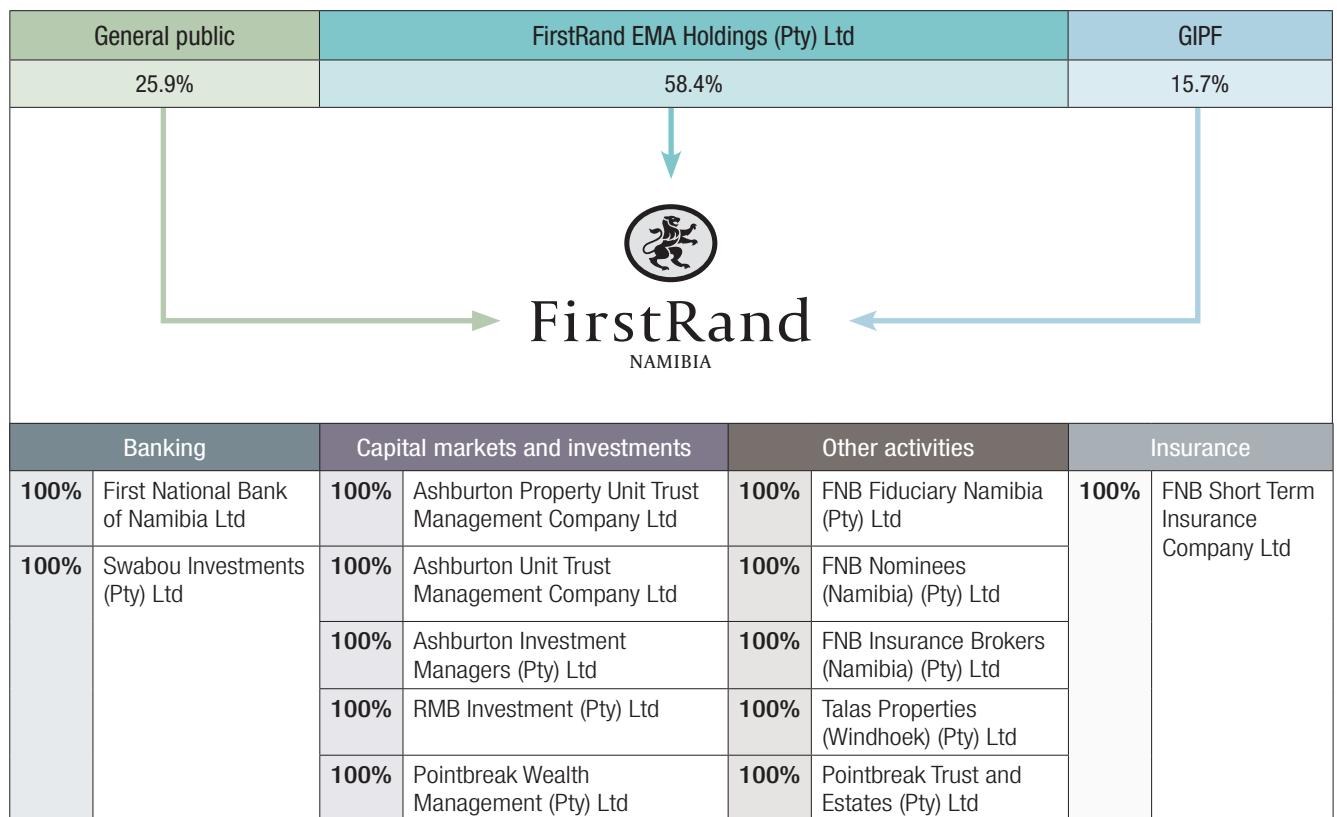 General public
FirstRand EMA Holdings (Pty) Ltd
GIPF
25.9%
58.4%
15.7%
FirstRand
NAMIBIA
Banking
Capital markets and investments
Other activities
Insurance
100%
First National Bank
of Namibia Ltd
100%
Ashburton Property Unit Trust
Management Company Ltd
100%
FNB Fiduciary Namibia
(Pty) Ltd
100%
FNB Short Term
Insurance
Company Ltd
100%
Swabou Investments
(Pty) Ltd
100%
Ashburton Unit Trust
Management Company Ltd
100%
FNB Nominees
(Namibia) (Pty) Ltd
100%
Ashburton Investment
Managers (Pty) Ltd
100%
FNB Insurance Brokers
(Namibia) (Pty) Ltd
100%
RMB Investment (Pty) Ltd
100%
Talas Properties
(Windhoek) (Pty) Ltd
100%
Pointbreak Wealth
Management (Pty) Ltd
100%
Pointbreak Trust and
Estates (Pty) Ltd